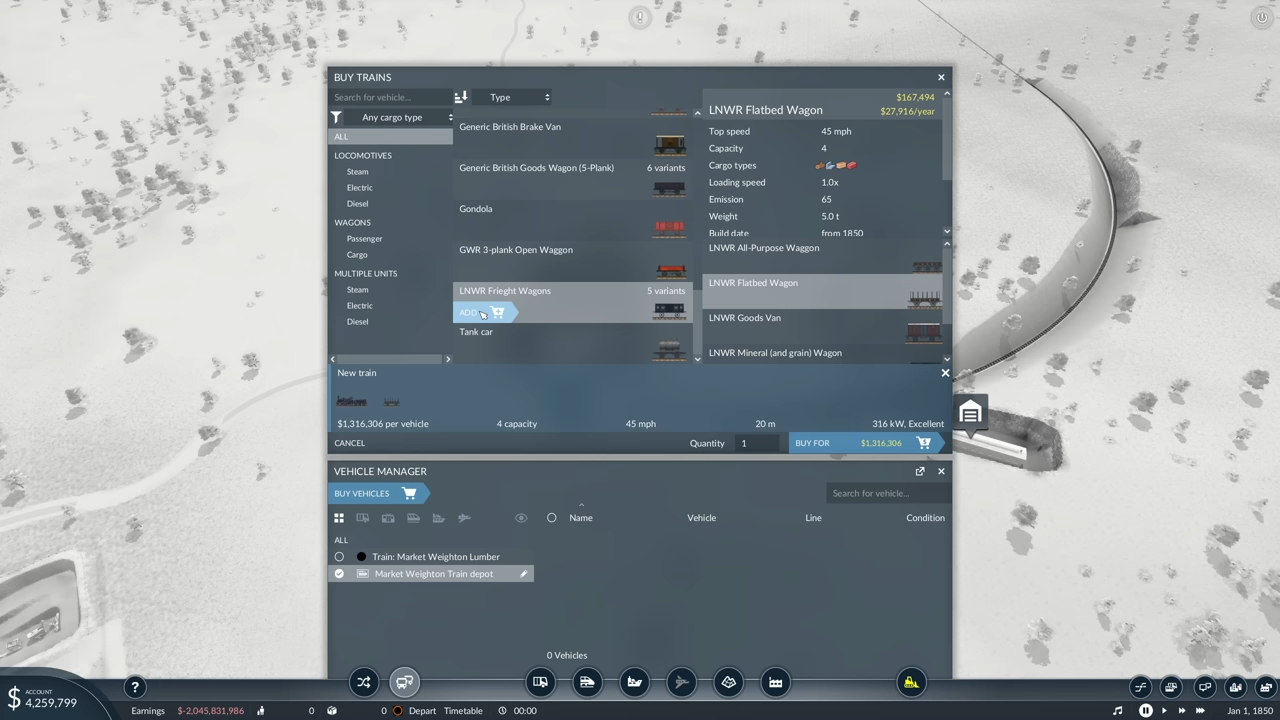 BUY TRAINS
Search for vehicle...
Type
Any cargo type
ALL
LOCOMOTIVES
Steam
Electric
Diesel
WAGONS
Passenger
Cargo
MULTIPLE UNITS
Steam
Electric
Diesel
Generic British Brake Van
Generic British Goods Wagon (5-Plank) 6 variants
Gondola
GWR 3-plank Open Waggon
LNWR Frieght Wagons 5 variants
ADD
Tank car
$167,494
LNWR Flatbed Wagon
$27,916/year
Top speed 45 mph
Capacity 4
Cargo types
Loading speed 1.0x
Emission 65
Weight 5.0 t
Build date from 1850
LNWR All-Purpose Waggon
LNWR Flatbed Wagon
LNWR Goods Van
LNWR Mineral (and grain) Wagon
New train
$1,316,306 per vehicle 4 capacity 45 mph 20 m 316 kW, Excellent
CANCEL Quantity 1 BUY FOR $1,316,306
VEHICLE MANAGER
BUY VEHICLES Search for vehicle...
Name Vehicle Line Condition
ALL
Train: Market Weighton Lumber
Market Weighton Train depot
0 Vehicles
$ ACCOUNT
4,259,799
?
Earnings $-2,045,831,986 0 0 Depart Timetable 00:00 Jan 1, 1850